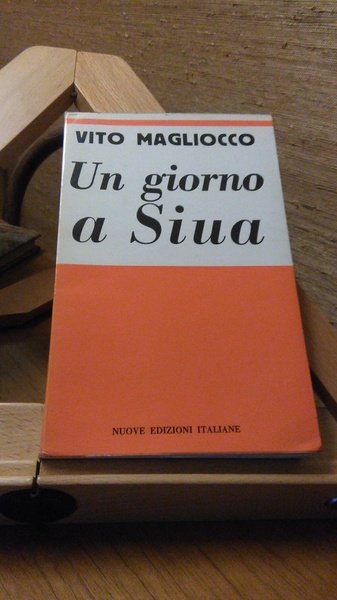 VITO MAGLIOCCO
Un giorno
a Siua
NUOVE EDIZIONI ITALIANE